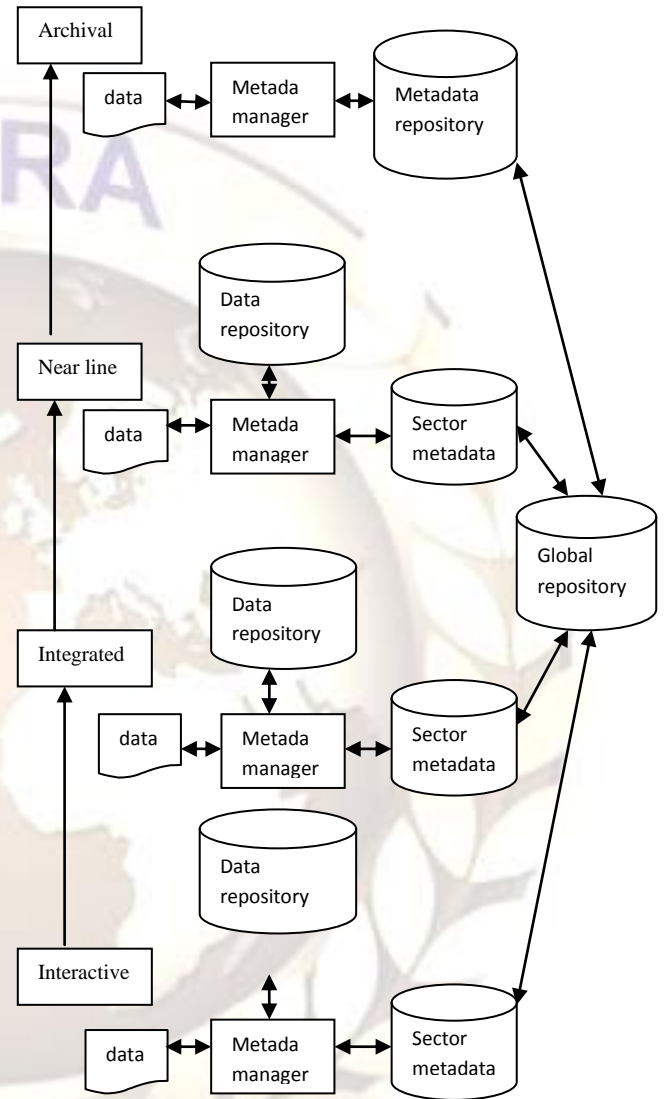 Archival
data
Metada
manager
Metadata
repository
RA
Data
repository
Near line
data
Metada
manager
Sector
metadata
Global
repository
Data
repository
Integrated
data
Metada
manager
Sector
metadata
Data
repository
Interactive
data
Metada
manager
Sector
metadata